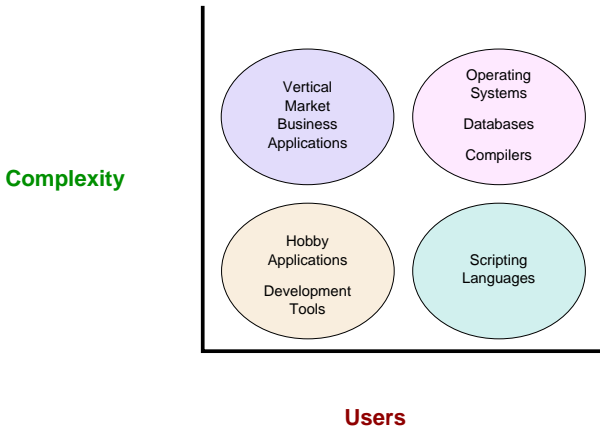 Vertical
Market
Business
Applications
Operating
Systems
Databases
Compilers
Complexity
Hobby
Applications
Development
Tools
Scripting
Languages
Users